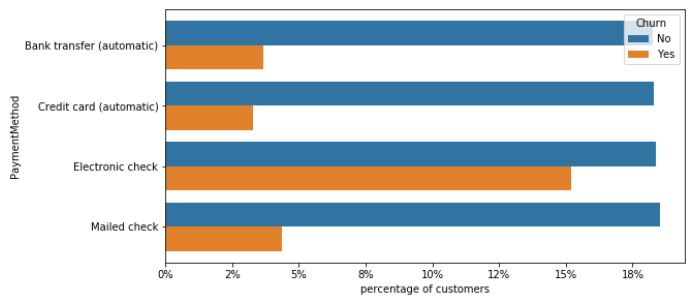 Churn
No
Yes
Bank transfer (automatic)
Credit card (automatic)
Electronic check
Mailed check
PaymentMethod
0% 2% 5% 8% 10% 12% 15% 18%
percentage of customers